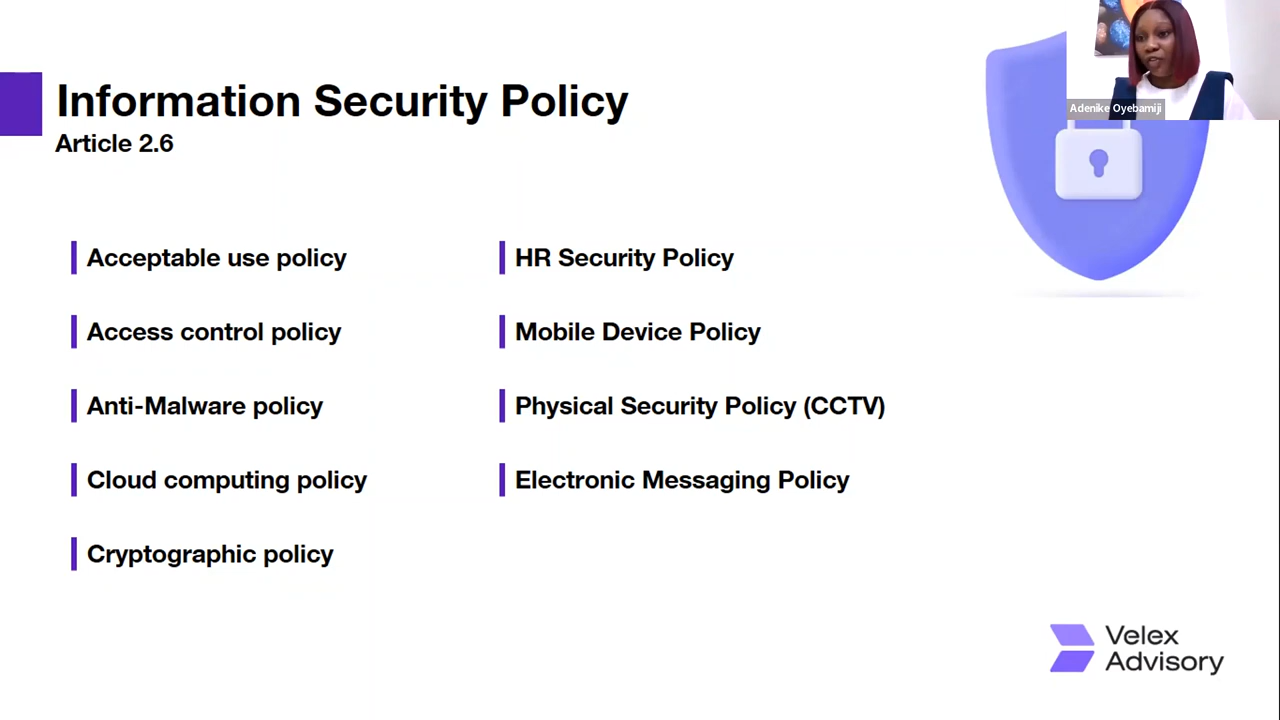 Information Security Policy
Article 2.6
Adenike Oyebamiji
Acceptable use policy
Access control policy
Anti-Malware policy
Cloud computing policy
Cryptographic policy
HR Security Policy
Mobile Device Policy
Physical Security Policy (CCTV)
Electronic Messaging Policy
Velex
Advisory